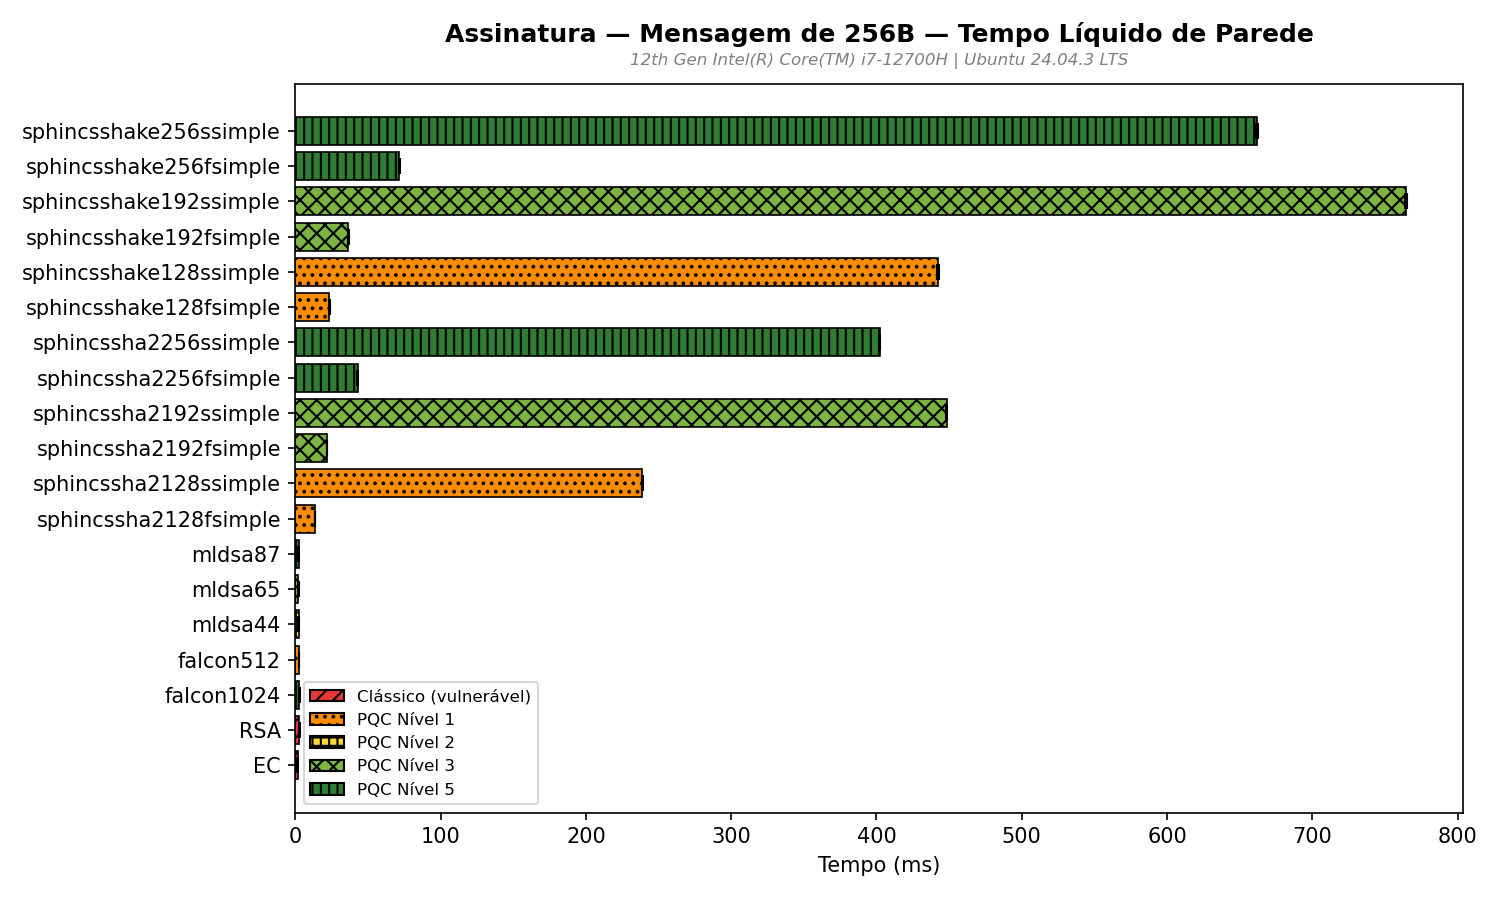 Assinatura — Mensagem de 256B — Tempo Líquido de Parede
12th Gen Intel(R) Core(TM) i7-12700H | Ubuntu 24.04.3 LTS
sphincsshake256ssimple
sphincsshake256fsimple
sphincsshake192ssimple
sphincsshake192fsimple
sphincsshake128ssimple
sphincsshake128fsimple
sphincssha2256ssimple
sphincssha2256fsimple
sphincssha2192ssimple
sphincssha2192fsimple
sphincssha2128ssimple
sphincssha2128fsimple
mldsa87
mldsa65
mldsa44
falcon512
falcon1024
RSA
EC
Clássico (vulnerável)
PQC Nível 1
PQC Nível 2
PQC Nível 3
PQC Nível 5
0 100 200 300 400 500 600 700 800
Tempo (ms)